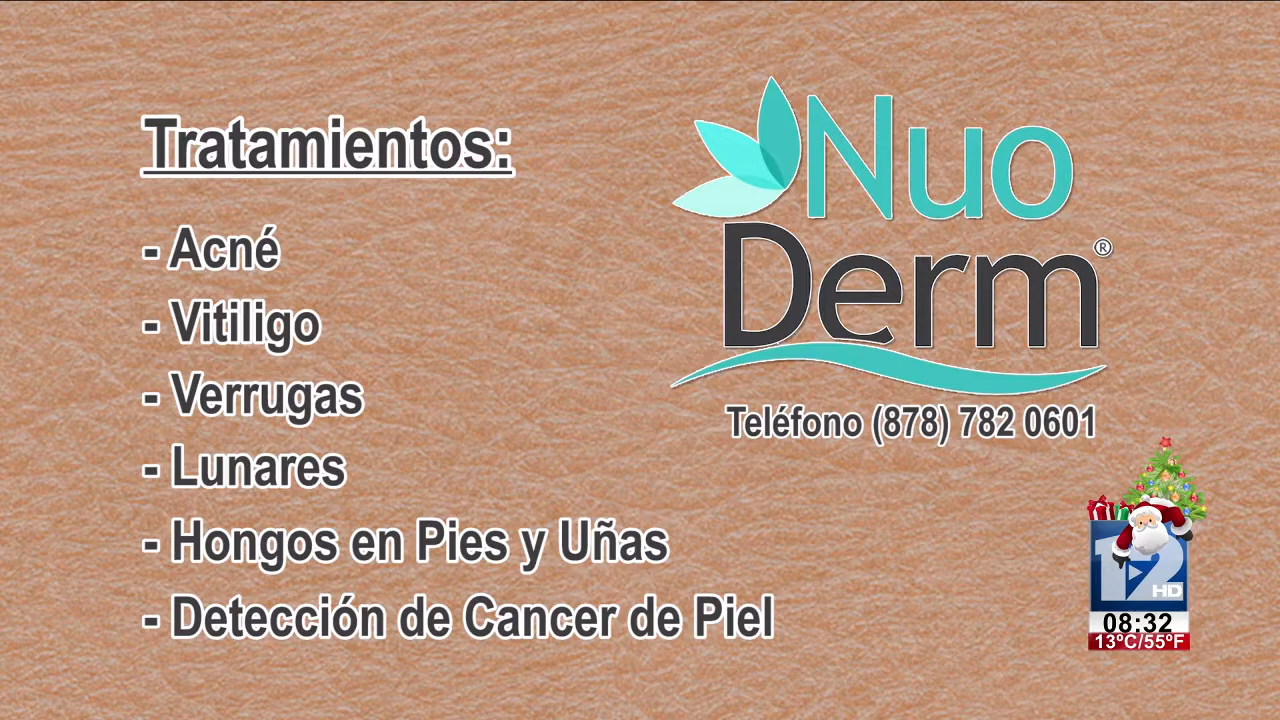 Tratamientos:
- Acné
- Vitiligo
- Verrugas
- Lunares
- Hongos en Pies y Uñas
- Detección de Cancer de Piel
Nuo
Derm®
Teléfono (878) 782 0601
12
HD
08:32
13ºC/55ºF